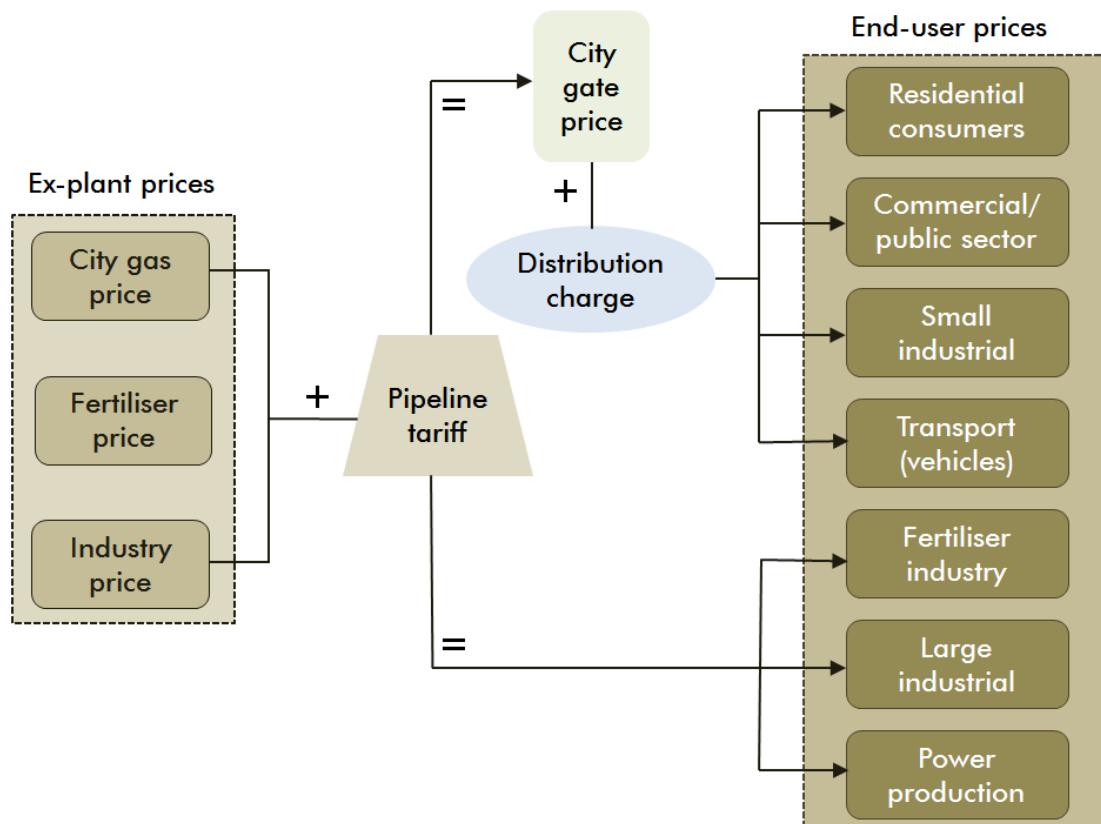 Ex-plant prices
City gas
price
Fertiliser
price
Industry
price
+
Pipeline
tariff
=
=
City
gate
price
+
Distribution
charge
End-user prices
Residential
consumers
Commercial/
public sector
Small
industrial
Transport
(vehicles)
Fertiliser
industry
Large
industrial
Power
production